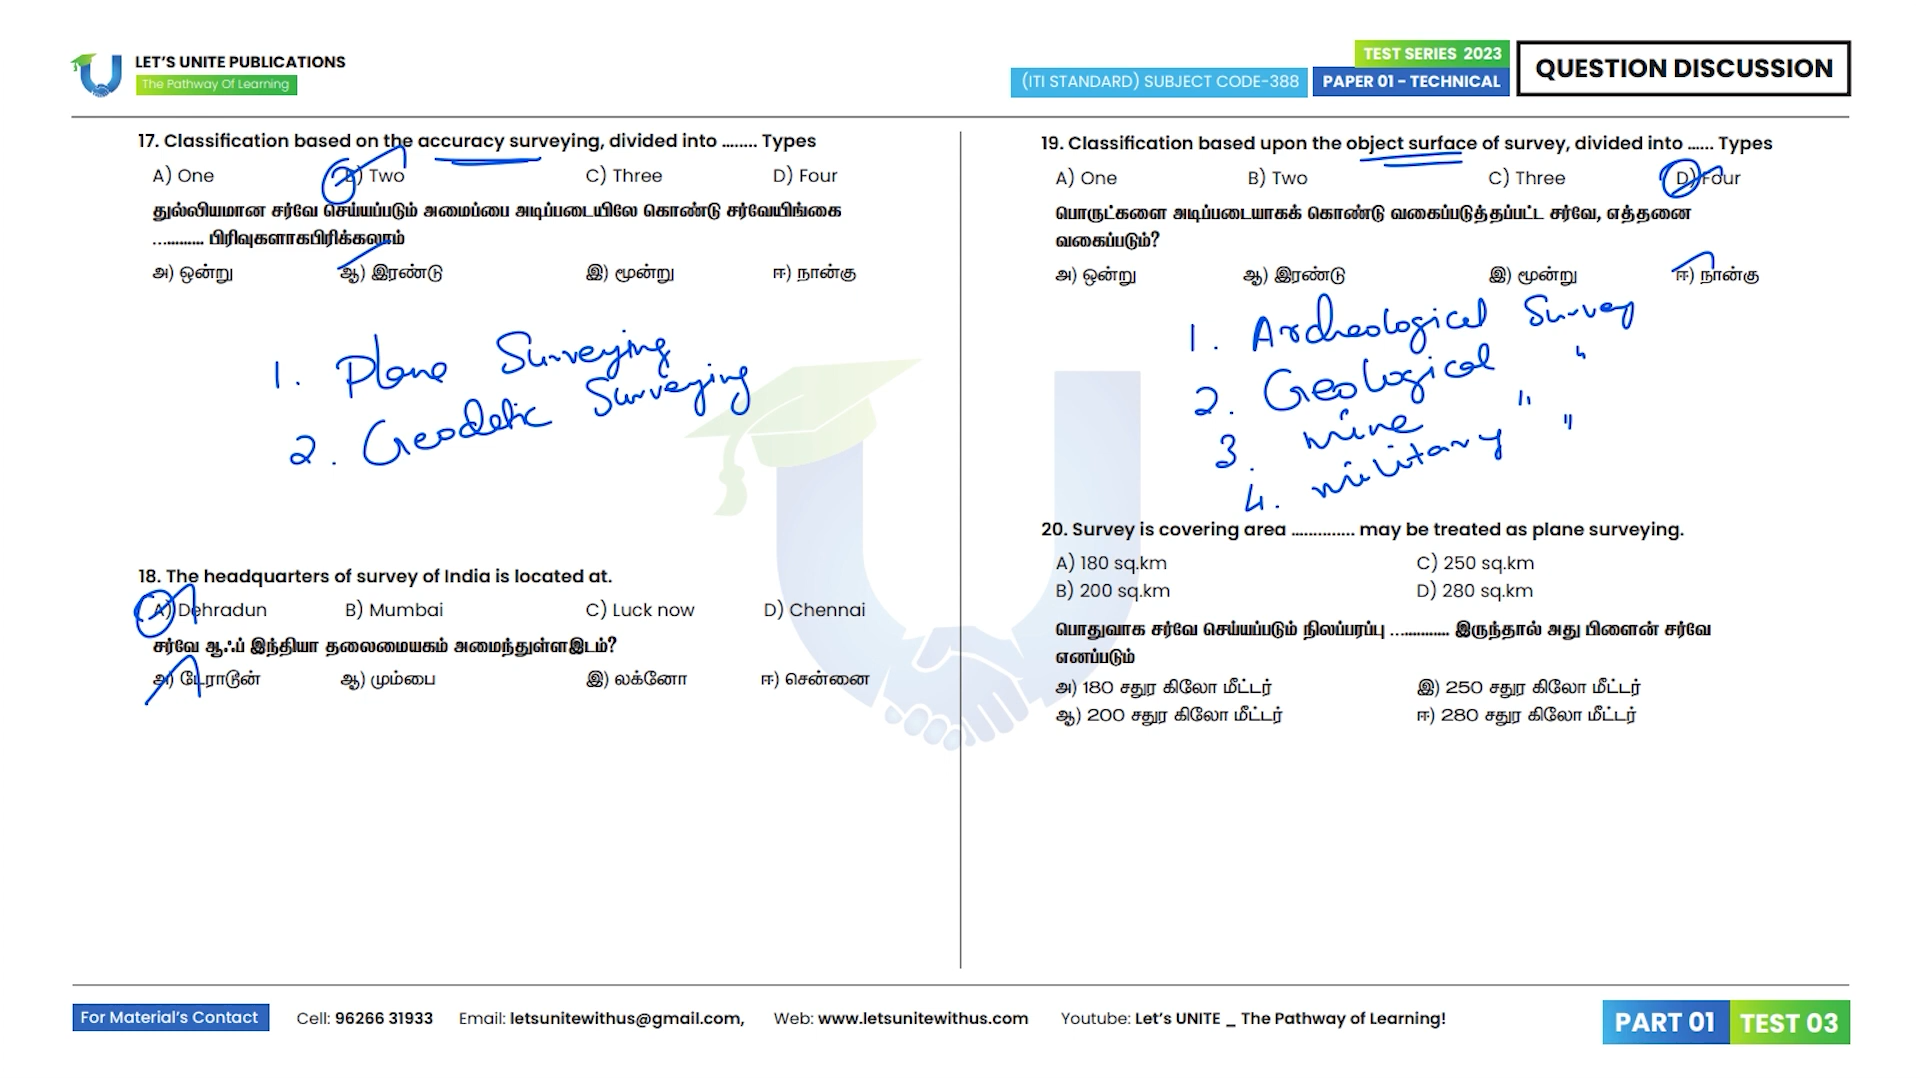 LET'S UNITE PUBLICATIONS
The Pathway Of Learning
TEST SERIES 2023
(ITI STANDARD) SUBJECT CODE-388
PAPER 01 - TECHNICAL
QUESTION DISCUSSION
17. Classification based on the accuracy surveying, divided into ........ Types
A) One B) Two C) Three D) Four
துல்லியமான சர்வே செய்யப்படும் அமைப்பை அடிப்படையிலே கொண்டு சர்வேயிங்கை
............ பிரிவுகளாகபிரிக்கலாம்
அ) ஒன்று ஆ) இரண்டு இ) மூன்று ஈ) நான்கு
1. Plane Surveying
2. Geodetic Surveying
18. The headquarters of survey of India is located at.
A) Dehradun B) Mumbai C) Luck now D) Chennai
சர்வே ஆஃப் இந்தியா தலைமையகம் அமைந்துள்ளஇடம்?
அ) டேராடூன் ஆ) மும்பை இ) லக்னோ ஈ) சென்னை
19. Classification based upon the object surface of survey, divided into ...... Types
A) One B) Two C) Three D) Four
பொருட்களை அடிப்படையாகக் கொண்டு வகைப்படுத்தப்பட்ட சர்வே, எத்தனை
வகைப்படும்?
அ) ஒன்று ஆ) இரண்டு இ) மூன்று ஈ) நான்கு
1. Archeological Survey
2. Geological "
3. mine "
4. military "
20. Survey is covering area .............. may be treated as plane surveying.
A) 180 sq.km C) 250 sq.km
B) 200 sq.km D) 280 sq.km
பொதுவாக சர்வே செய்யப்படும் நிலப்பரப்பு .............. இருந்தால் அது பிளைன் சர்வே
எனப்படும்
அ) 180 சதுர கிலோ மீட்டர் இ) 250 சதுர கிலோ மீட்டர்
ஆ) 200 சதுர கிலோ மீட்டர் ஈ) 280 சதுர கிலோ மீட்டர்
For Material's Contact Cell: 96266 31933 Email: letsunitewithus@gmail.com, Web: www.letsunitewithus.com Youtube: Let's UNITE _ The Pathway of Learning!
PART 01 TEST 03